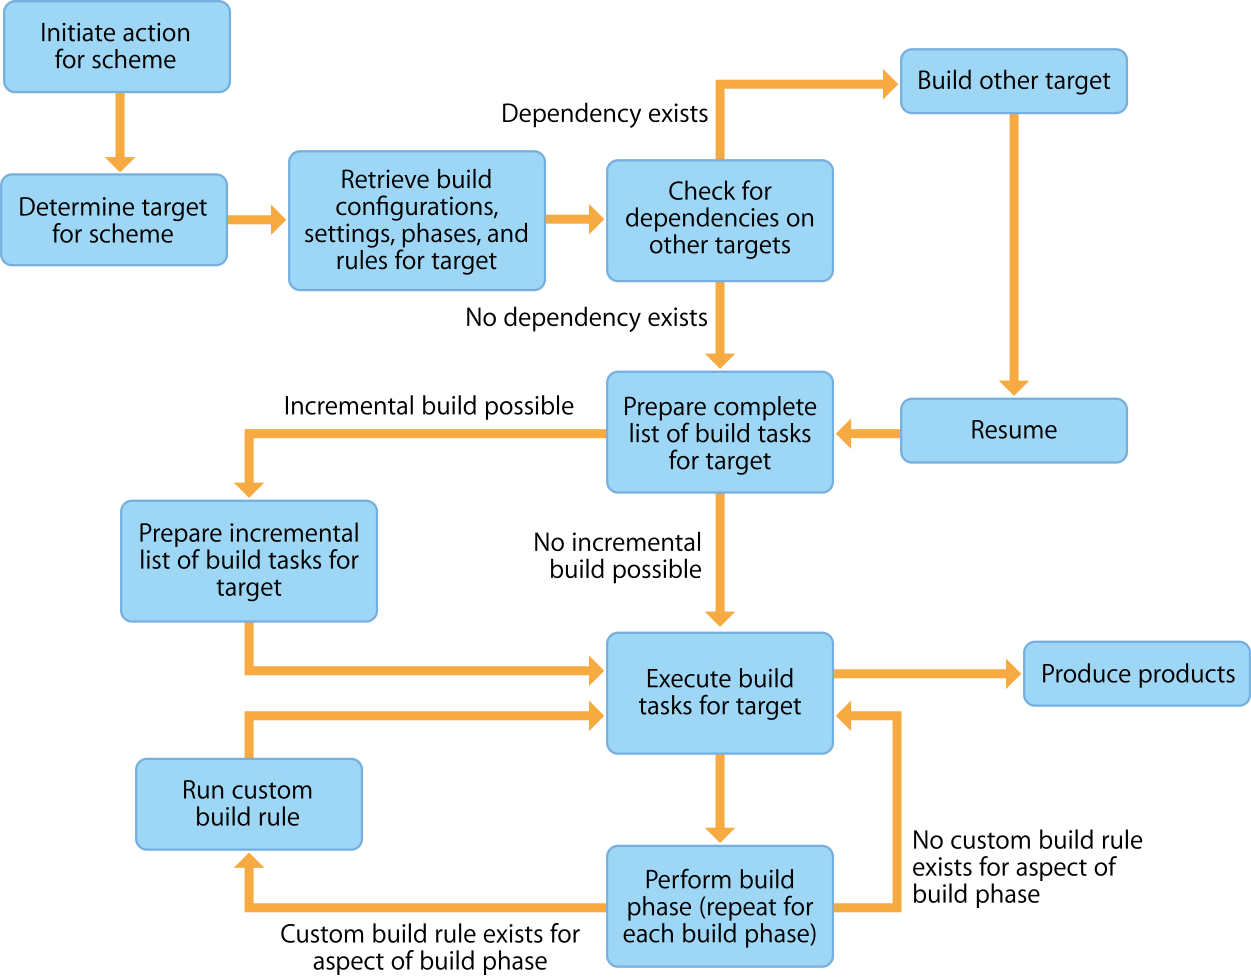 Initiate action
for scheme
Determine target
for scheme
Retrieve build
configurations,
settings, phases, and
rules for target
Check for
dependencies on
other targets
Dependency exists
Build other target
No dependency exists
Resume
Prepare complete
list of build tasks
for target
Incremental build possible
Prepare incremental
list of build tasks for
target
No incremental
build possible
Execute build
tasks for target
Produce products
Run custom
build rule
Perform build
phase (repeat for
each build phase)
No custom build rule
exists for aspect of
build phase
Custom build rule exists for
aspect of build phase